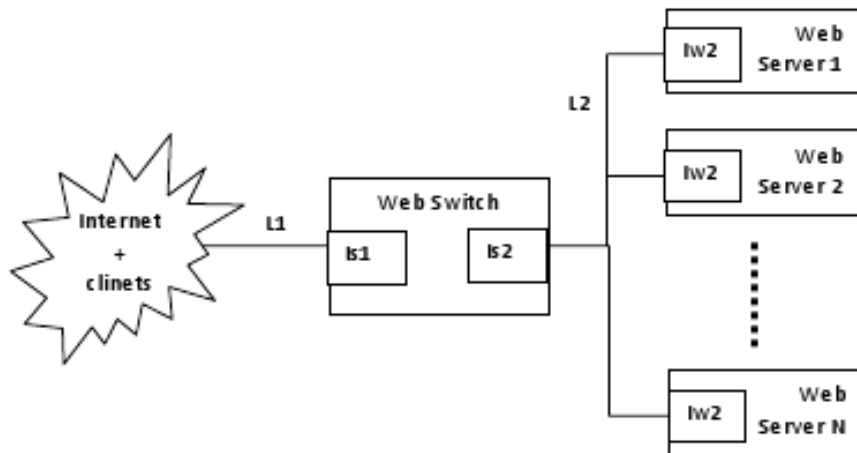 Internet
+
clinets
L1
Web Switch
Is1
Is2
L2
Iw2
Web
Server 1
Iw2
Web
Server 2
Iw2
Web
Server N